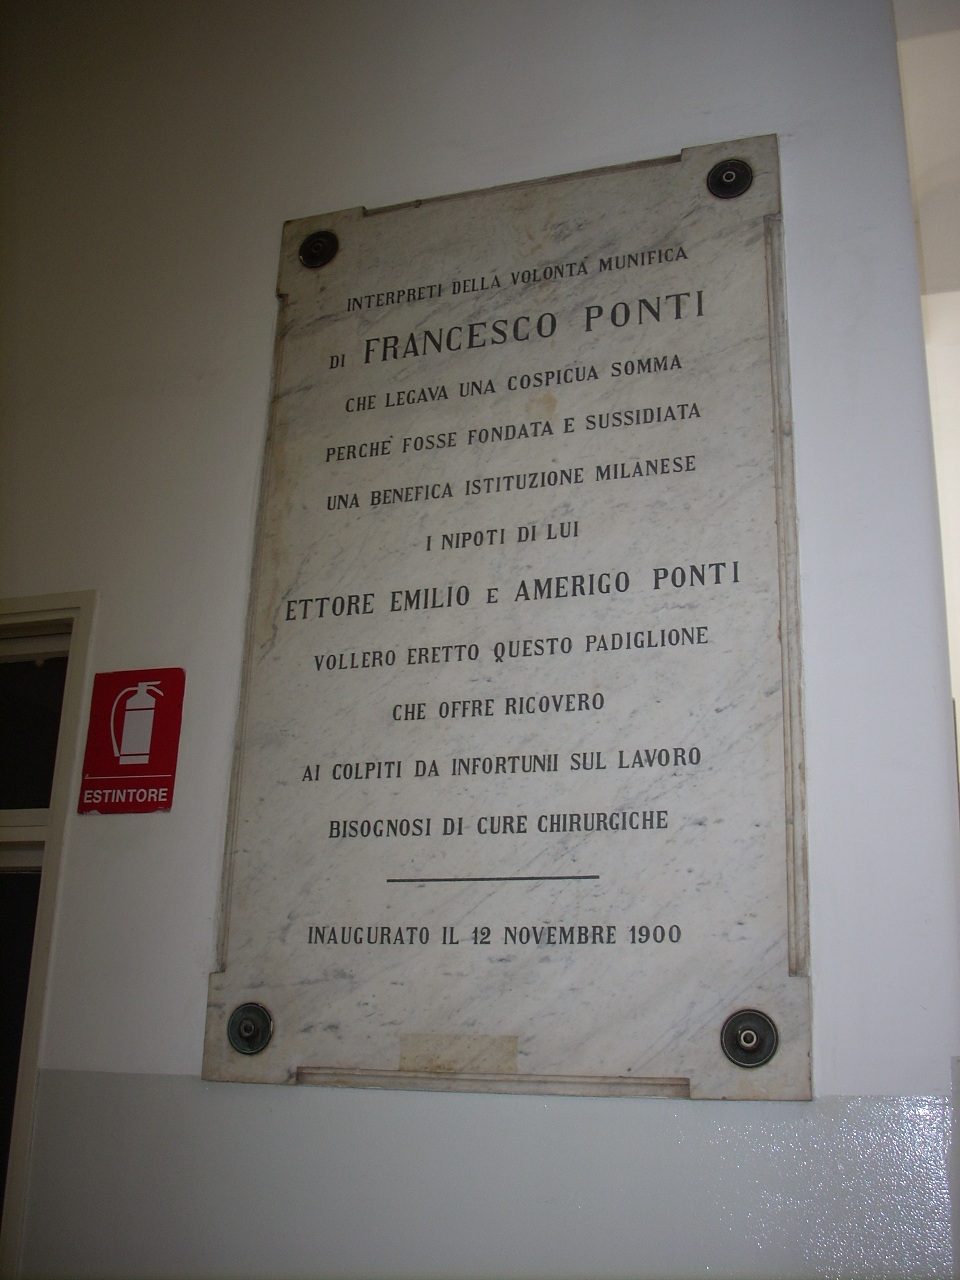 INTERPRETI DELLA VOLONTÀ MUNIFICA
DI FRANCESCO PONTI
CHE LEGAVA UNA COSPICUA SOMMA
PERCHE' FOSSE FONDATA E SUSSIDIATA
UNA BENEFICA ISTITUZIONE MILANESE
I NIPOTI DI LUI
ETTORE EMILIO E AMERIGO PONTI
VOLLERO ERETTO QUESTO PADIGLIONE
CHE OFFRE RICOVERO
AI COLPITI DA INFORTUNII SUL LAVORO
BISOGNOSI DI CURE CHIRURGICHE
INAUGURATO IL 12 NOVEMBRE 1900
ESTINTORE